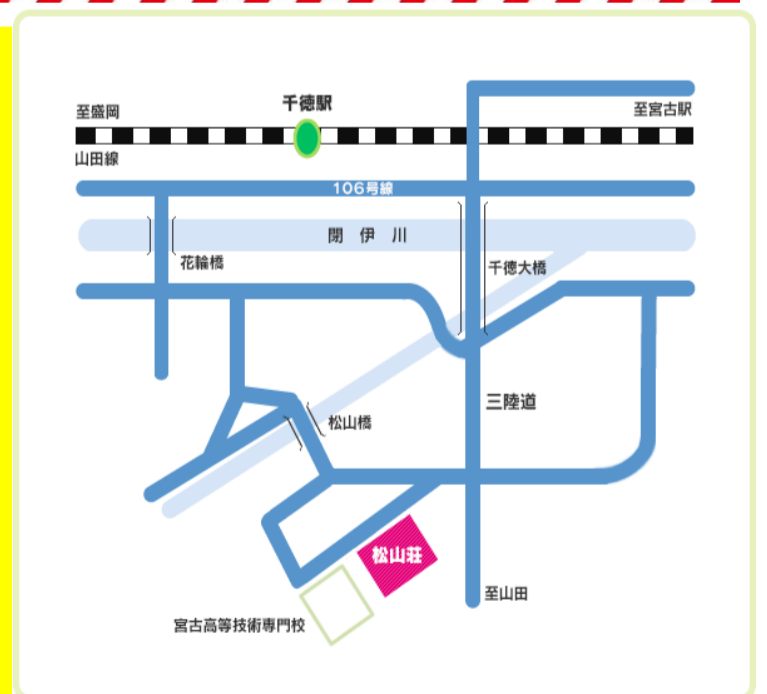 千徳駅
至盛岡
至宮古駅
山田線
106号線
閉伊川
花輪橋
千徳大橋
三陸道
松山橋
松山荘
至山田
宮古高等技術専門校